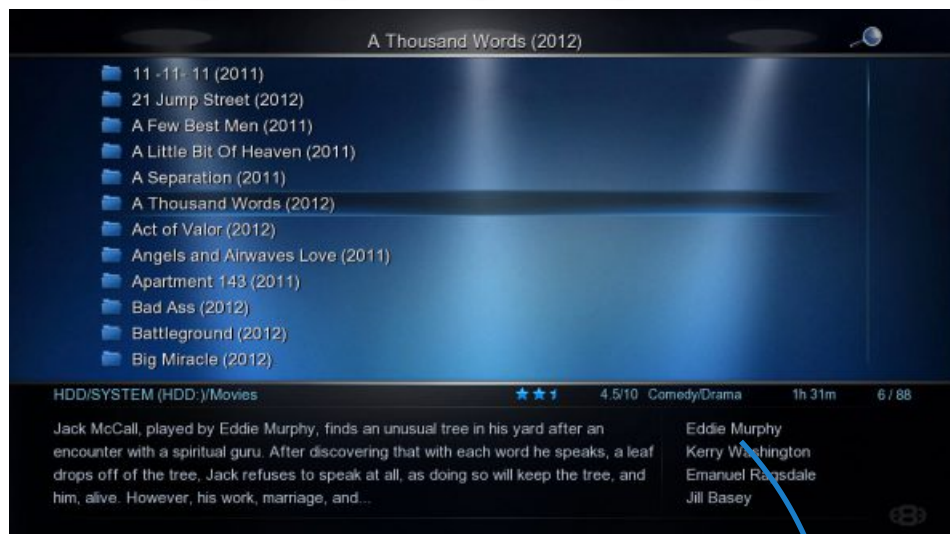 A Thousand Words (2012)
11 -11- 11 (2011)
21 Jump Street (2012)
A Few Best Men (2011)
A Little Bit Of Heaven (2011)
A Separation (2011)
A Thousand Words (2012)
Act of Valor (2012)
Angels and Airwaves Love (2011)
Apartment 143 (2011)
Bad Ass (2012)
Battleground (2012)
Big Miracle (2012)
HDD/SYSTEM (HDD:)/Movies 4.5/10 Comedy/Drama 1h 31m 6 / 88
Jack McCall, played by Eddie Murphy, finds an unusual tree in his yard after an
encounter with a spiritual guru. After discovering that with each word he speaks, a leaf
drops off of the tree, Jack refuses to speak at all, as doing so will keep the tree, and
him, alive. However, his work, marriage, and...
Eddie Murphy
Kerry Washington
Emanuel Ragsdale
Jill Basey